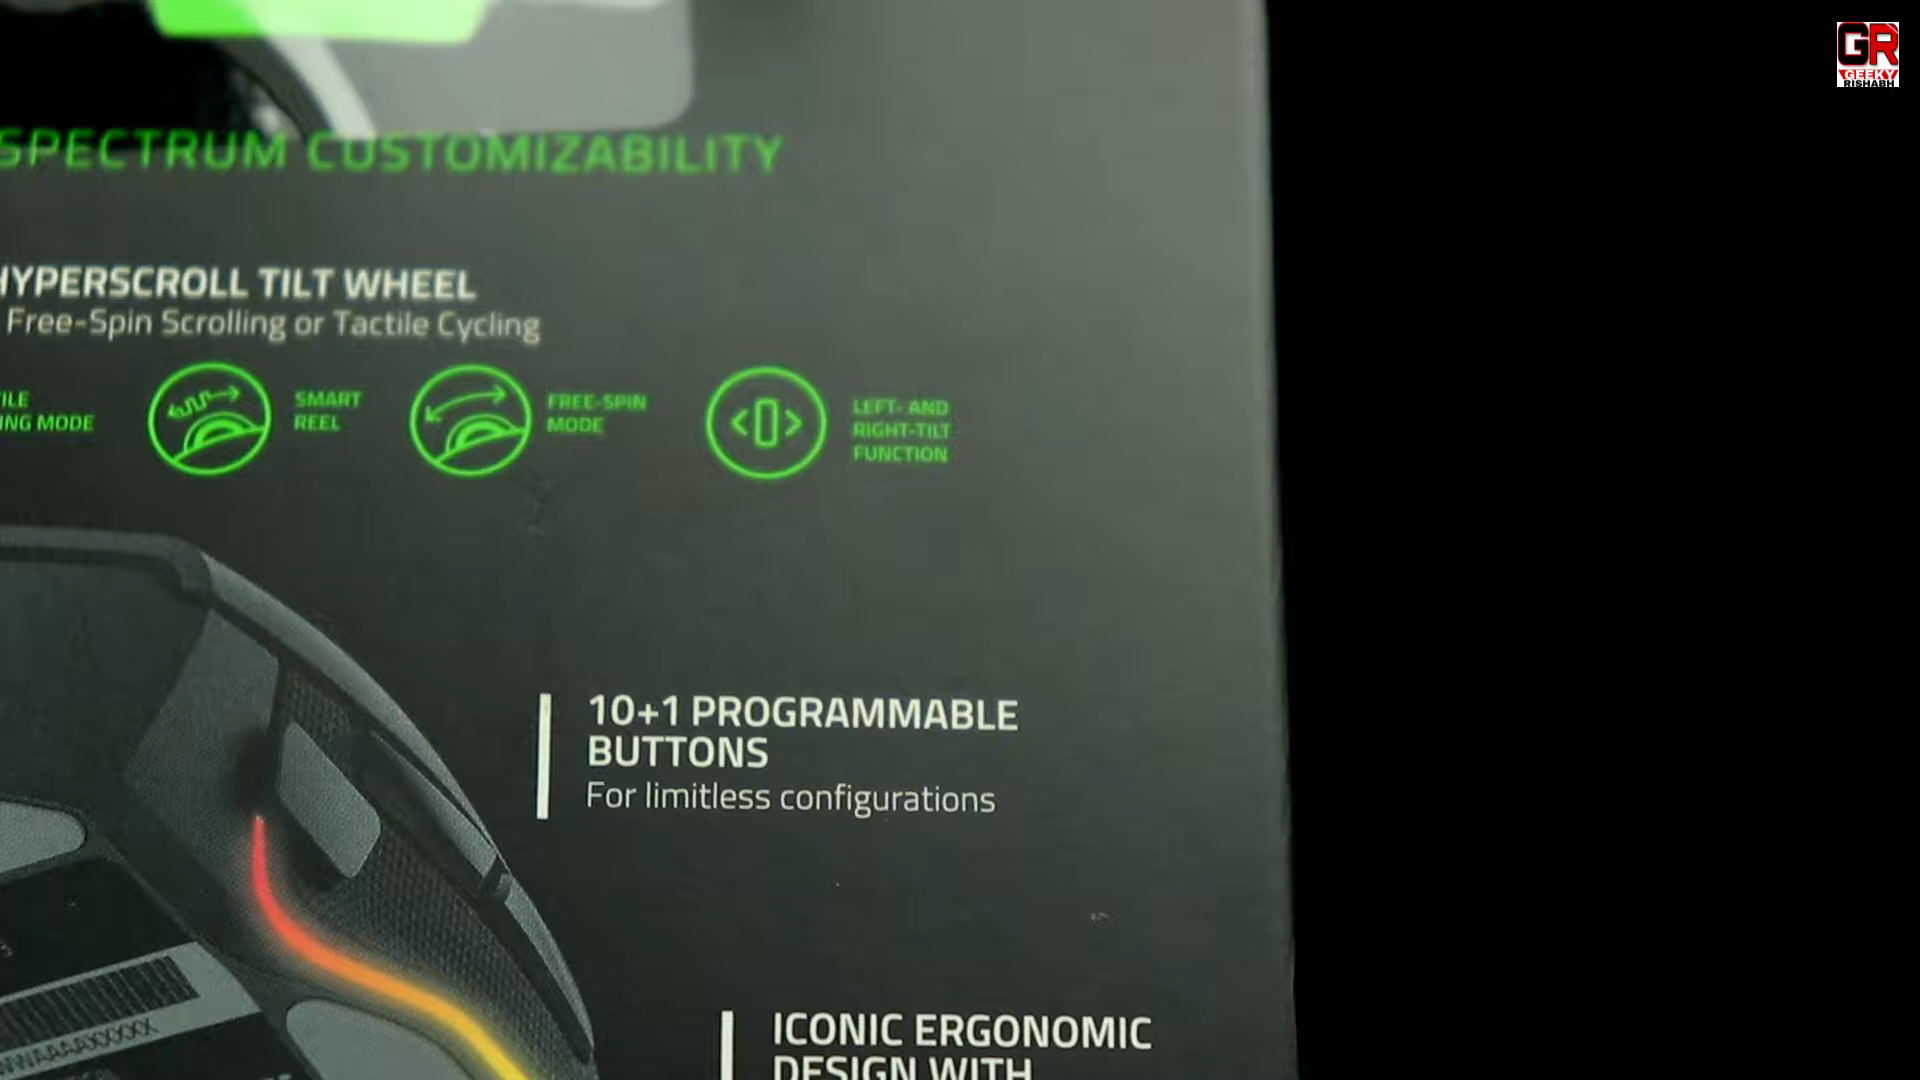 GR
GEEKY
RISHABH
SPECTRUM CUSTOMIZABILITY
HYPERSCROLL TILT WHEEL
Free-Spin Scrolling or Tactile Cycling
ILE
ING MODE
SMART
REEL
FREE-SPIN
MODE
LEFT- AND
RIGHT-TILT
FUNCTION
10+1 PROGRAMMABLE
BUTTONS
For limitless configurations
ICONIC ERGONOMIC
DESIGN WITH